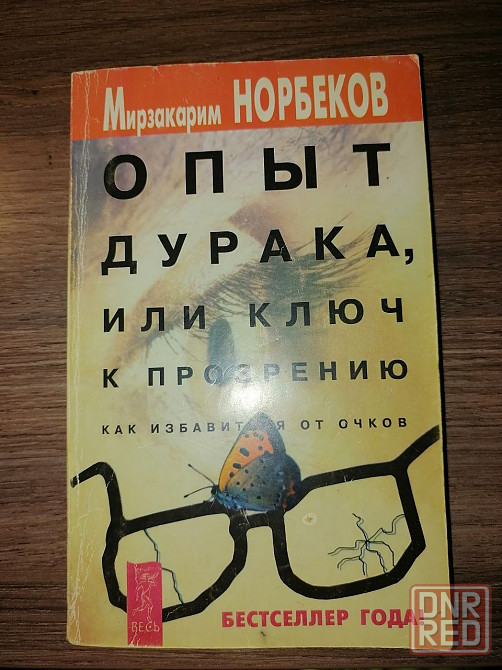 Мирзакарим НОРБЕКОВ
ОПЫТ
ДУРАКА,
ИЛИ КЛЮЧ
К ПРОЗРЕНИЮ
КАК ИЗБАВИТЬСЯ ОТ ОЧКОВ
ВЕСЬ
БЕСТСЕЛЛЕР ГОДА!
DNR
RED